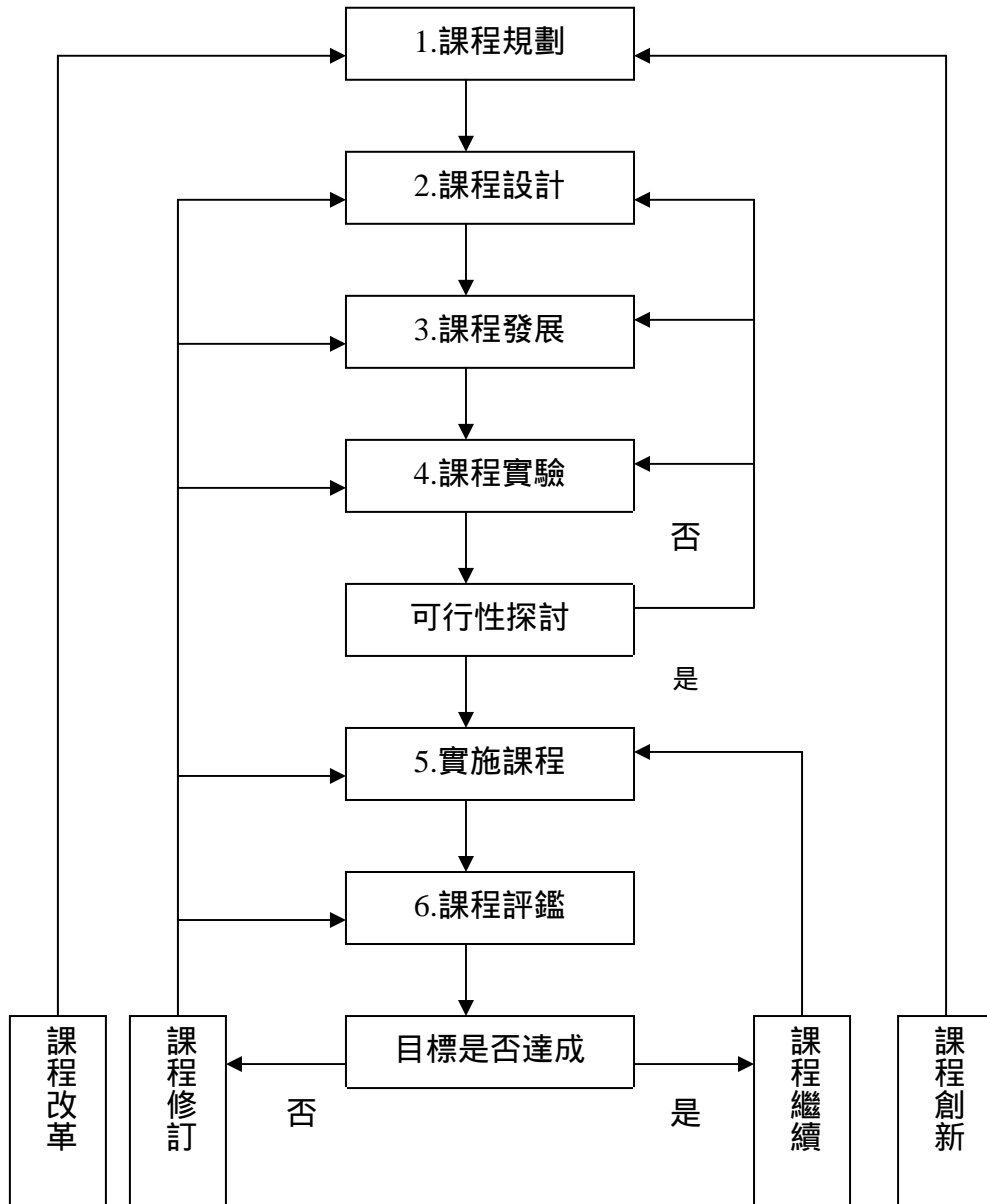 1.課程規劃
2.課程設計
3.課程發展
4.課程實驗
否
可行性探討
是
5.實施課程
6.課程評鑑
課程改革
課程修訂
目標是否達成
課程繼續
課程創新
否
是